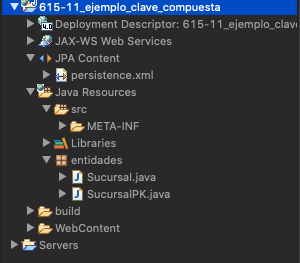 615-11_ejemplo_clave_compuesta
Deployment Descriptor: 615-11_ejemplo_cla
JAX-WS Web Services
JPA Content
persistence.xml
Java Resources
src
META-INF
Libraries
entidades
Sucursal.java
SucursalPK.java
build
WebContent
Servers